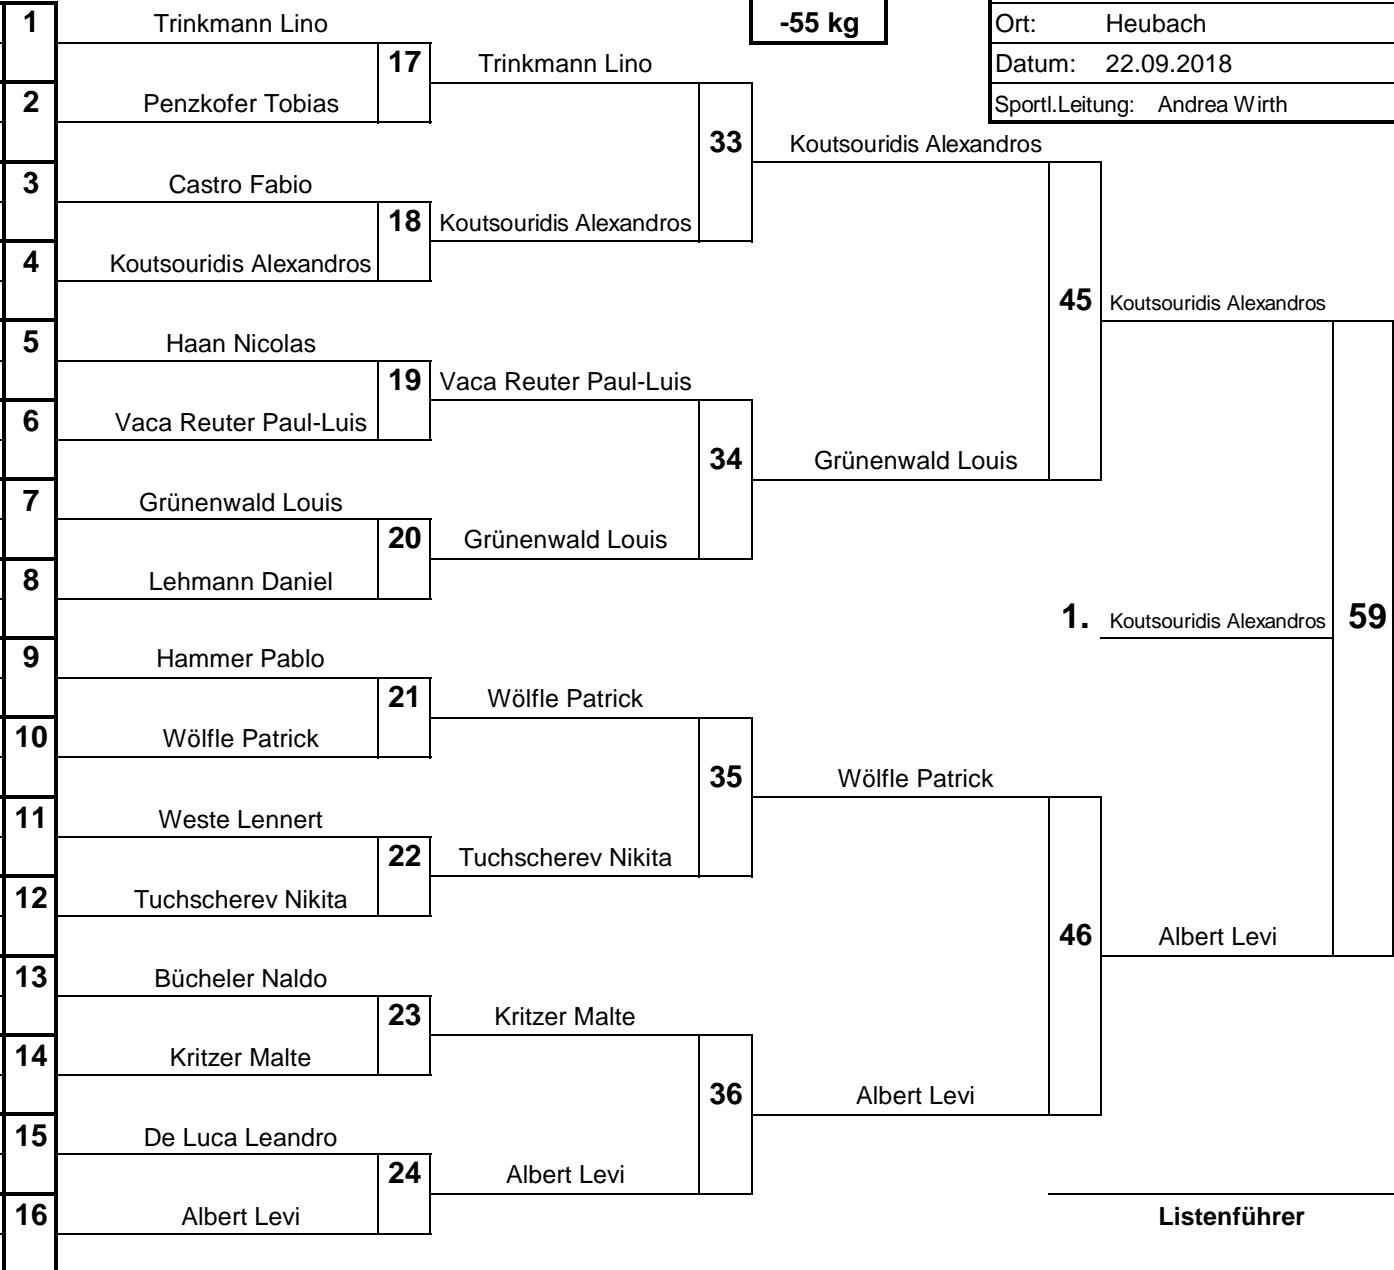 1 Trinkmann Lino -55 kg Ort: Heubach
17 Trinkmann Lino Datum: 22.09.2018
2 Penzkofer Tobias Sportl.Leitung: Andrea Wirth
33 Koutsouridis Alexandros
3 Castro Fabio
18 Koutsouridis Alexandros
4 Koutsouridis Alexandros
45 Koutsouridis Alexandros
5 Haan Nicolas
19 Vaca Reuter Paul-Luis
6 Vaca Reuter Paul-Luis
34 Grünenwald Louis
7 Grünenwald Louis
20 Grünenwald Louis
8 Lehmann Daniel
1. Koutsouridis Alexandros 59
9 Hammer Pablo
21 Wölfle Patrick
10 Wölfle Patrick
35 Wölfle Patrick
11 Weste Lennert
22 Tuchscherev Nikita
12 Tuchscherev Nikita
46 Albert Levi
13 Bücheler Naldo
23 Kritzer Malte
14 Kritzer Malte
36 Albert Levi
15 De Luca Leandro
24 Albert Levi
16 Albert Levi Listenführer